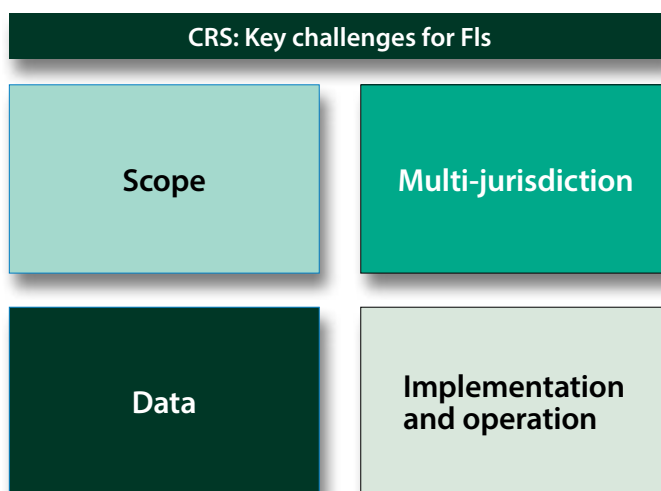 CRS: Key challenges for FIs
Scope
Multi-jurisdiction
Data
Implementation
and operation